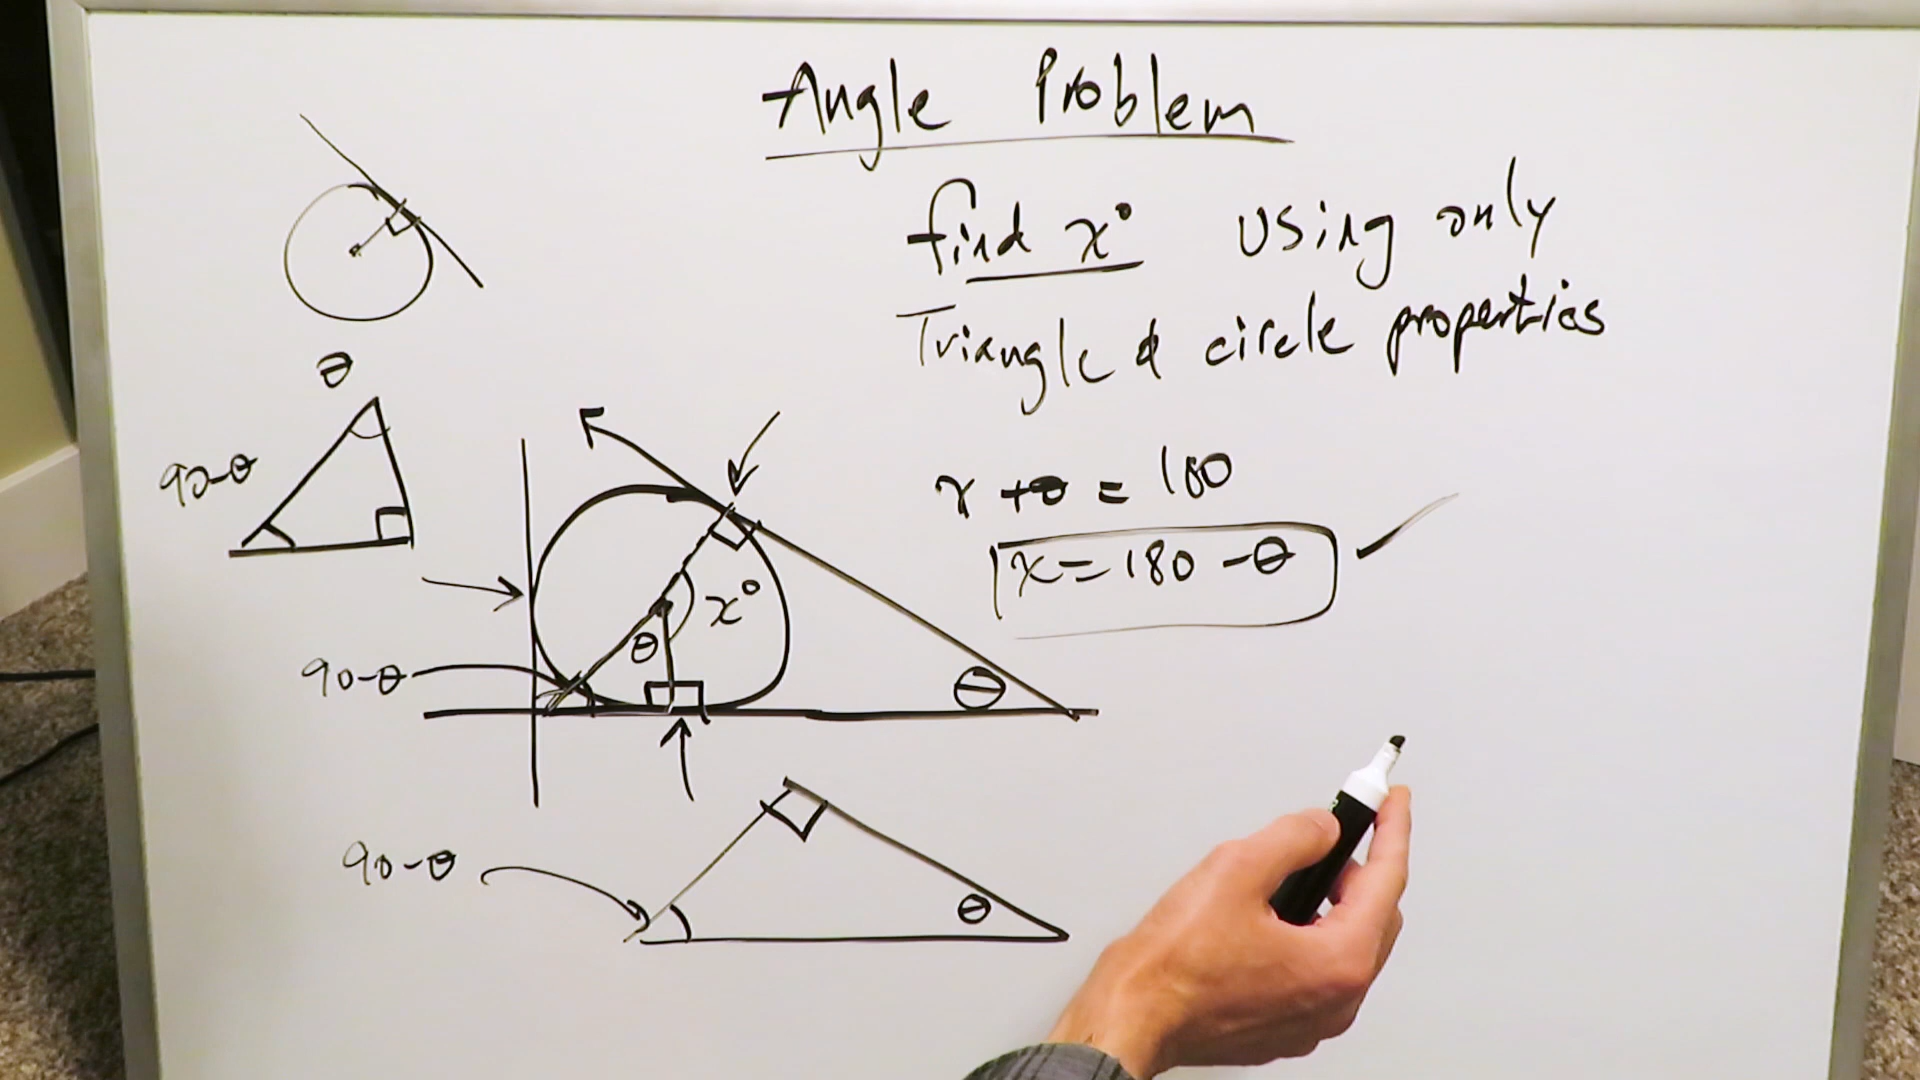 Angle Problem
find x° using only
Triangle & circle properties
θ
90-θ
x + θ = 180
x = 180 - θ
x°
θ
90-θ
θ
90-θ
θ